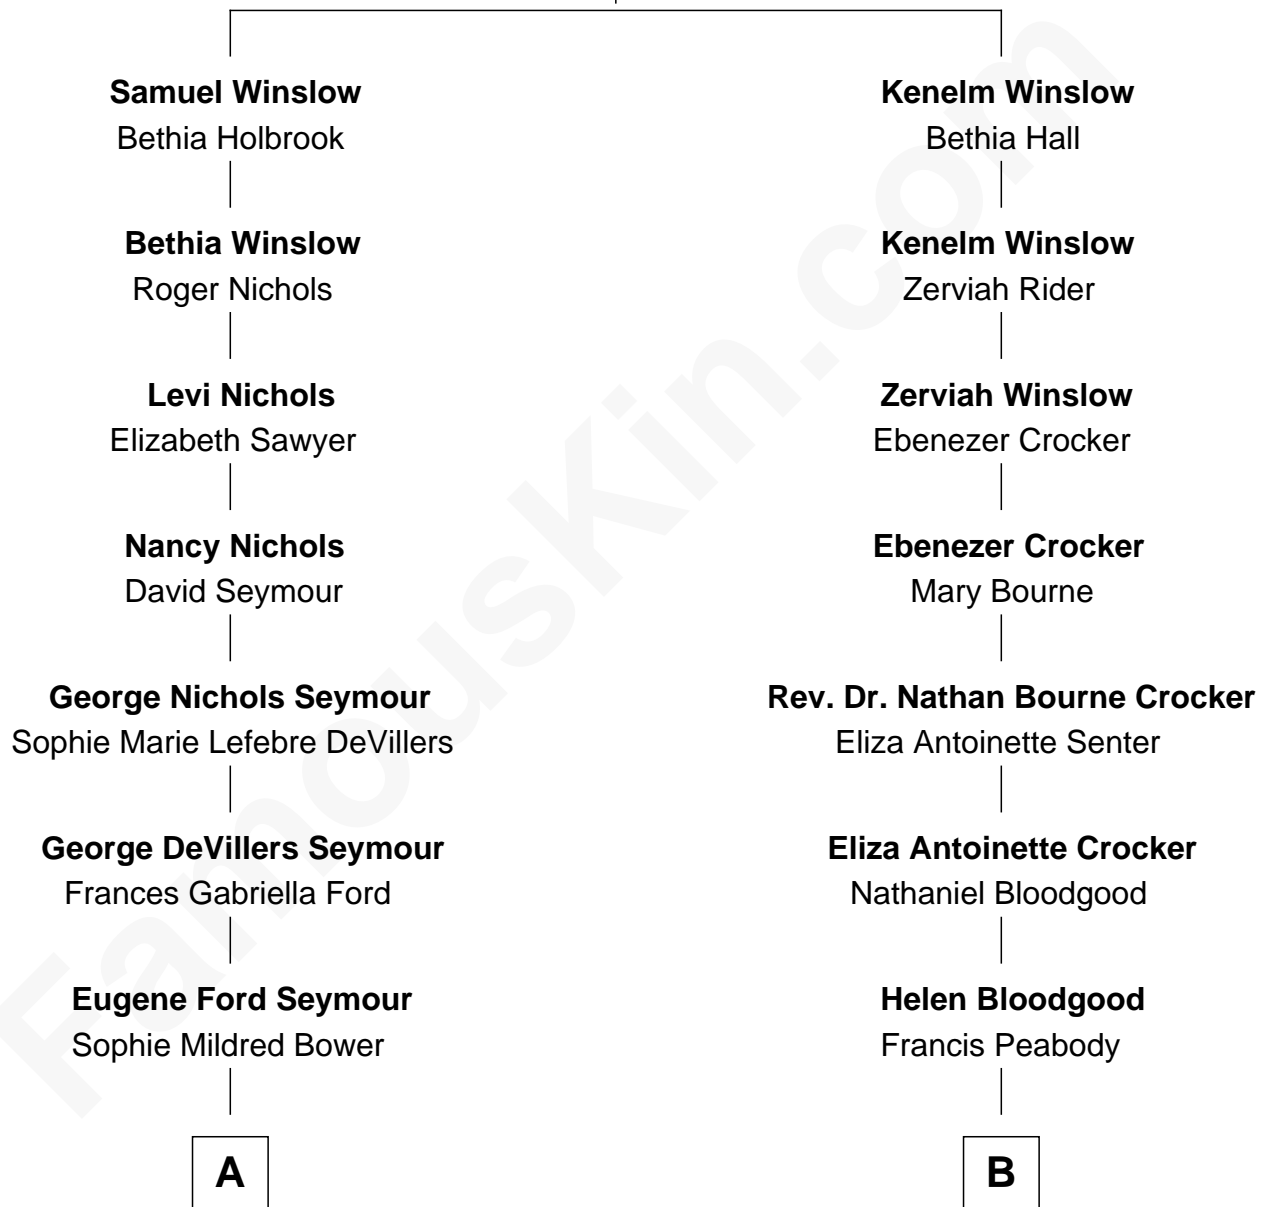 Samuel Winslow
Bethia Holbrook
Bethia Winslow
Roger Nichols
Levi Nichols
Elizabeth Sawyer
Nancy Nichols
David Seymour
George Nichols Seymour
Sophie Marie Lefebre DeVillers
George DeVillers Seymour
Frances Gabriella Ford
Eugene Ford Seymour
Sophie Mildred Bower
A
Kenelm Winslow
Bethia Hall
Kenelm Winslow
Zerviah Rider
Zerviah Winslow
Ebenezer Crocker
Ebenezer Crocker
Mary Bourne
Rev. Dr. Nathan Bourne Crocker
Eliza Antoinette Senter
Eliza Antoinette Crocker
Nathaniel Bloodgood
Helen Bloodgood
Francis Peabody
B
FamousKin.com